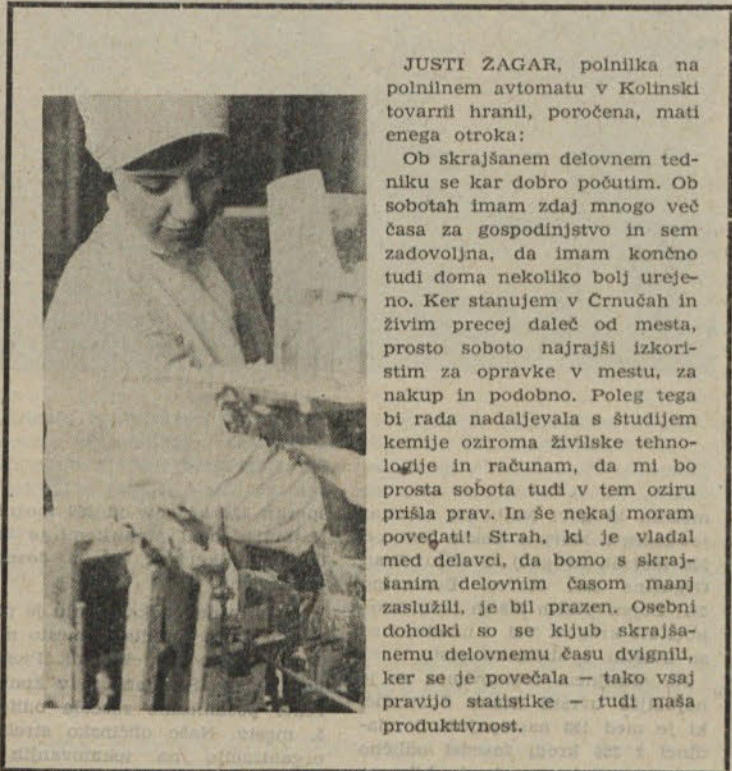 JUSTI ŽAGAR, polnilka na
polnilnem avtomatu v Kolinski
tovarni hranil, poročena, mati
enega otroka:
Ob skrajšanem delovnem ted-
niku se kar dobro počutim. Ob
sobotah imam zdaj mnogo več
časa za gospodinjstvo in sem
zadovoljna, da imam končno
tudi doma nekoliko bolj ureje-
no. Ker stanujem v Črnučah in
živim precej daleč od mesta,
prosto soboto najrajši izkori-
stim za opravke v mestu, za
nakup in podobno. Poleg tega
bi rada nadaljevala s študijem
kemije oziroma živilske tehno-
logije in računam, da mi bo
prosta sobota tudi v tem oziru
prišla prav. In še nekaj moram
povedati! Strah, ki je vladal
med delavci, da bomo s skraj-
šanim delovnim časom manj
zaslužili, je bil prazen. Osebni
dohodki so se kljub skrajša-
nemu delovnemu času dvignili,
ker se je povečala — tako vsaj
pravijo statistike — tudi naša
produktivnost.